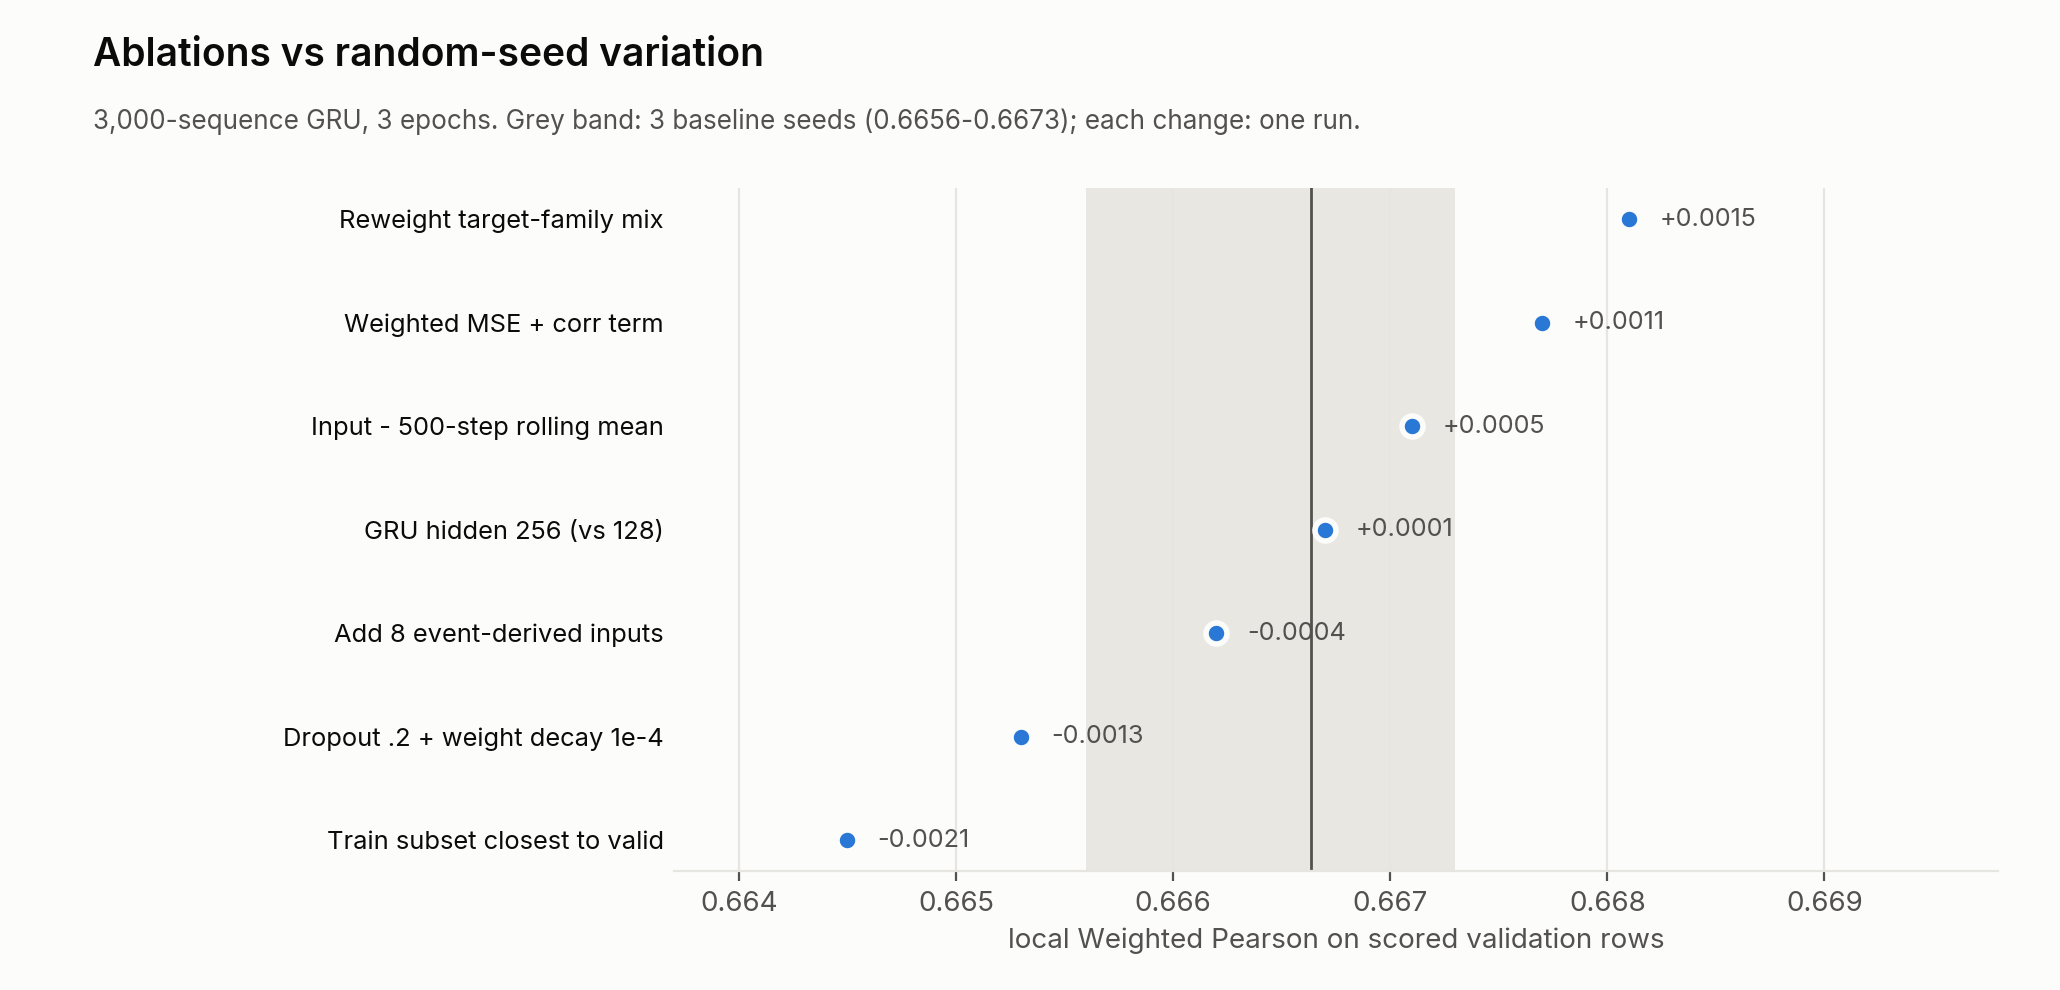 Ablations vs random-seed variation
3,000-sequence GRU, 3 epochs. Grey band: 3 baseline seeds (0.6656-0.6673); each change: one run.
Reweight target-family mix
+0.0015
Weighted MSE + corr term
+0.0011
Input - 500-step rolling mean
+0.0005
GRU hidden 256 (vs 128)
+0.0001
Add 8 event-derived inputs
-0.0004
Dropout .2 + weight decay 1e-4
-0.0013
Train subset closest to valid
-0.0021
0.664 0.665 0.666 0.667 0.668 0.669
local Weighted Pearson on scored validation rows